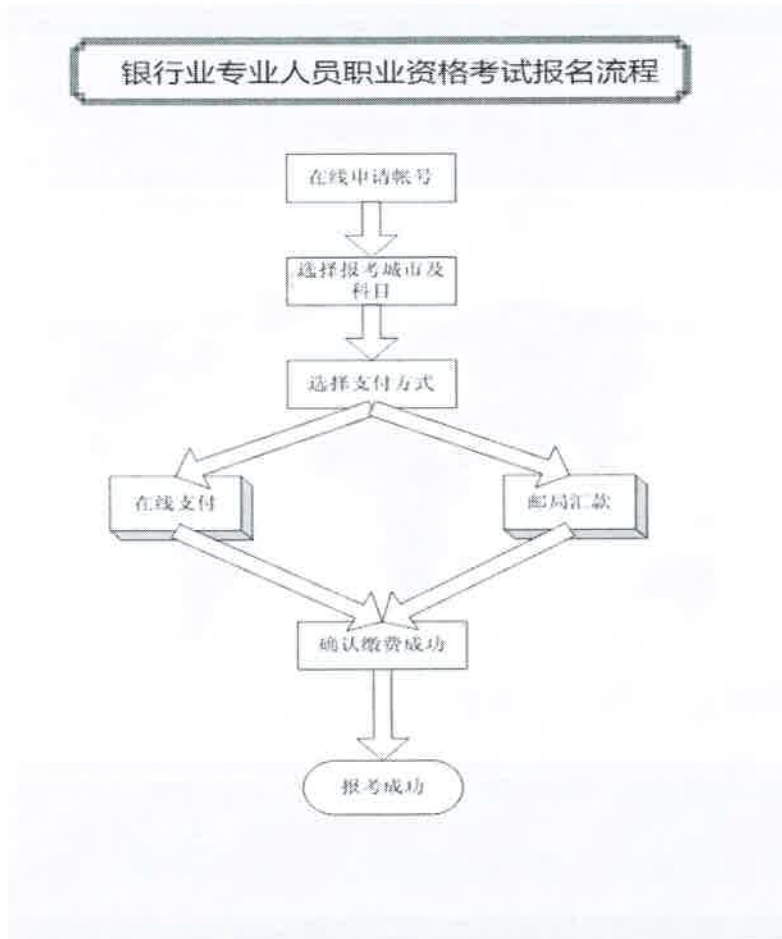 银行业专业人员职业资格考试报名流程
在线申请帐号
选择报考城市及
科目
选择支付方式
在线支付
邮局汇款
确认缴费成功
报考成功